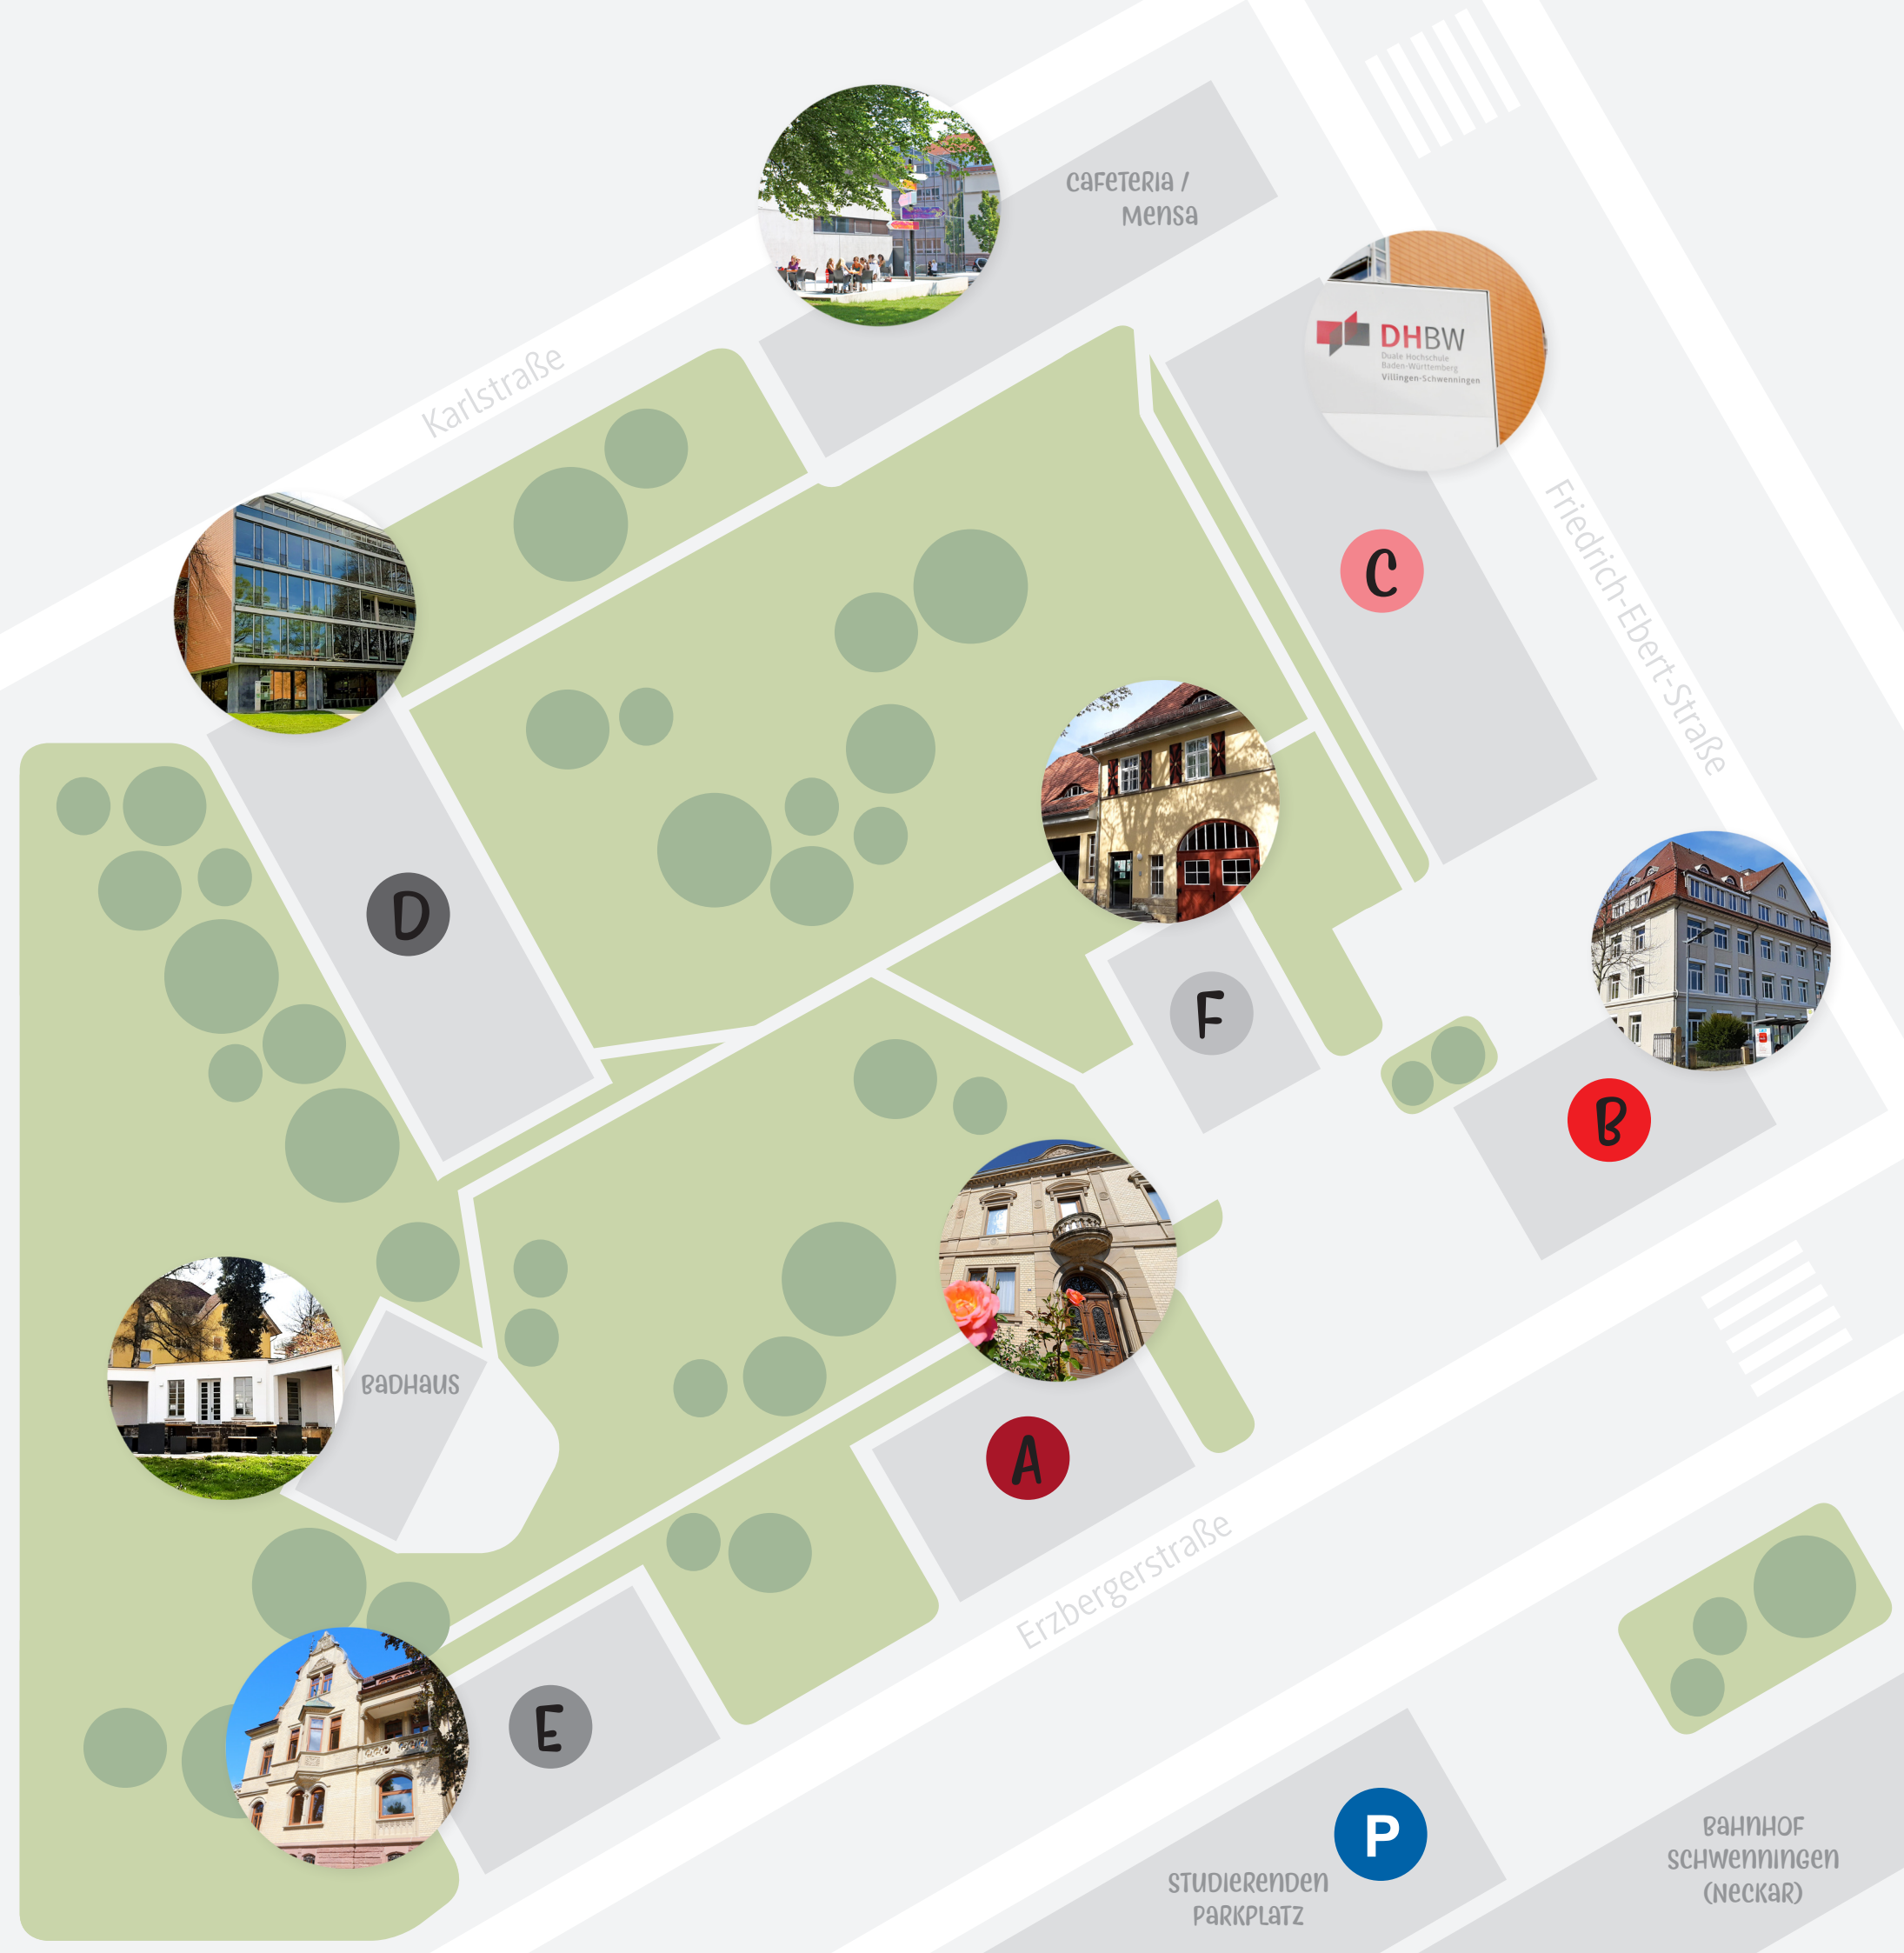 CAFETERIA /
MENSA
Karlstraße
DHBW
Duale Hochschule
Baden-Württemberg
Villingen-Schwenningen
C
Friedrich-Ebert-Straße
D
F
B
BADHAUS
A
Erzbergerstraße
E
P
STUDIERENDEN
PARKPLATZ
BAHNHOF
SCHWENNINGEN
(NECKAR)